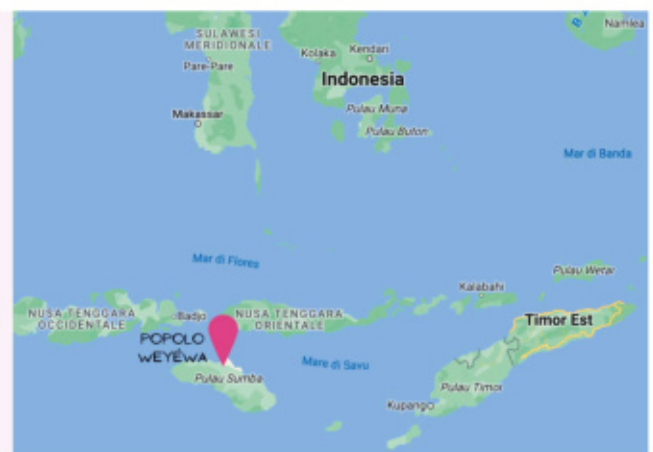 Namlea
SULAWESI
MERIDIONALE
Kolaka
Kendari
Pare-Pare
Indonesia
Pulau Muna
Makassar
Pulau Buton
Mar di Banda
Mar di Flores
Pulau Wetar
Kalabahi
NUSA TENGGARA
OCCIDENTALE
Badjo
NUSA TENGGARA
ORIENTALE
Timor Est
POPOLO
WEYÉWA
Mare di Savu
Pulau Sumba
Pulau Timor
Kupang